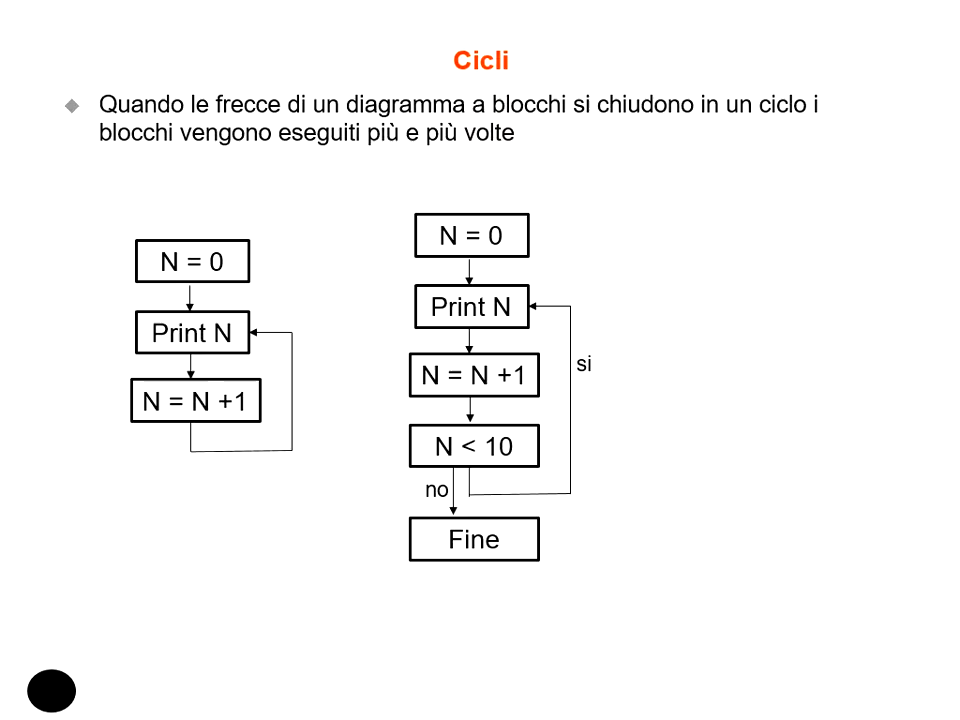 Cicli
Quando le frecce di un diagramma a blocchi si chiudono in un ciclo i
blocchi vengono eseguiti più e più volte
N = 0
Print N
N = N +1
N = 0
Print N
N = N +1
si
N < 10
no
Fine